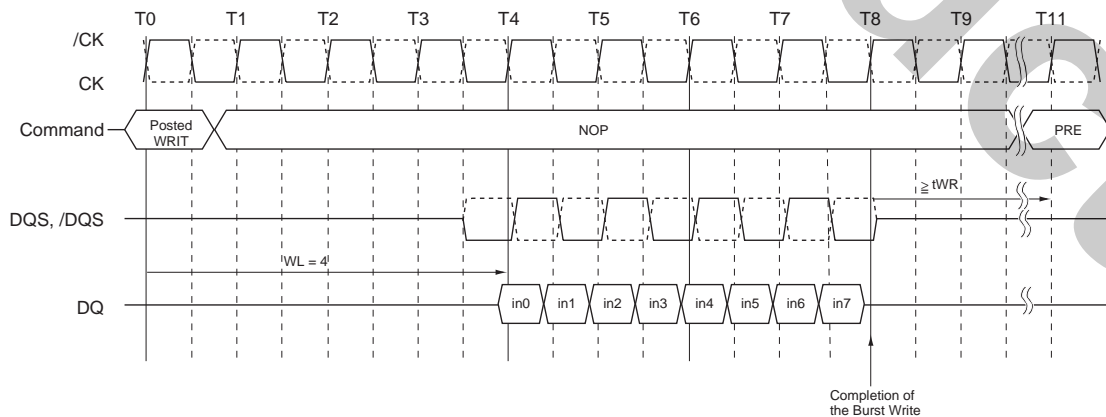 T0 T1 T2 T3 T4 T5 T6 T7 T8 T9 T11
/CK
CK
Command
Posted
WRIT
NOP
PRE
≧ tWR
DQS, /DQS
WL = 4
DQ
in0 in1 in2 in3 in4 in5 in6 in7
Completion of
the Burst Write